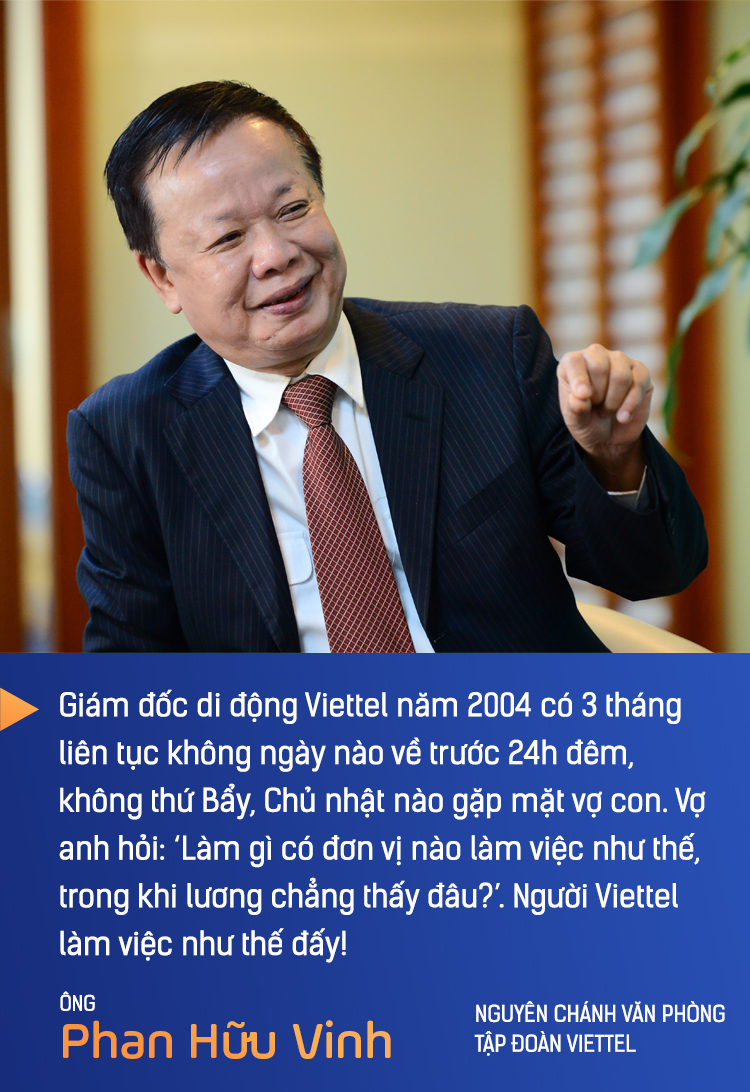 Giám đốc di động Viettel năm 2004 có 3 tháng
liên tục không ngày nào về trước 24h đêm,
không thứ Bẩy, Chủ nhật nào gặp mặt vợ con. Vợ
anh hỏi: ‘Làm gì có đơn vị nào làm việc như thế,
trong khi lương chẳng thấy đâu?’. Người Viettel
làm việc như thế đấy!
ÔNG
Phan Hữu Vinh
NGUYÊN CHÁNH VĂN PHÒNG
TẬP ĐOÀN VIETTEL